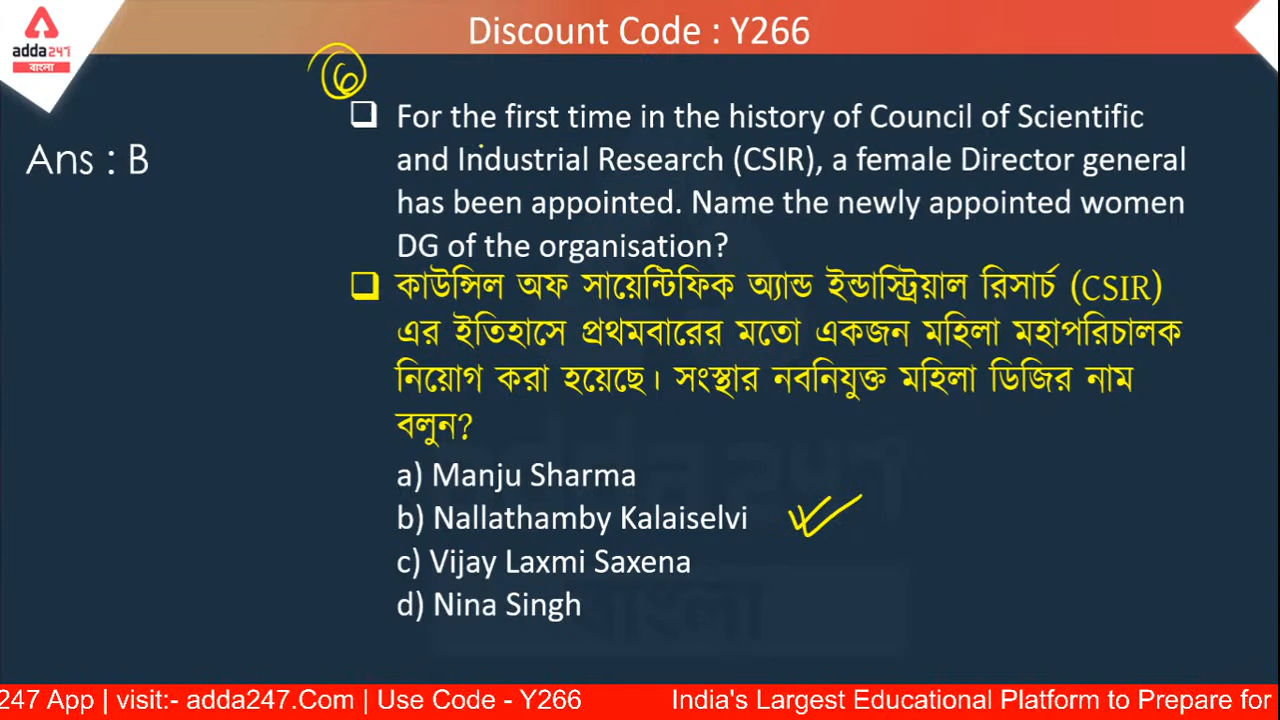 Discount Code : Y266
adda247
বাংলা
6
For the first time in the history of Council of Scientific
and Industrial Research (CSIR), a female Director general
has been appointed. Name the newly appointed women
DG of the organisation?
Ans : B
কাউন্সিল অফ সায়েন্টিফিক অ্যান্ড ইন্ডাস্ট্রিয়াল রিসার্চ (CSIR)
এর ইতিহাসে প্রথমবারের মতো একজন মহিলা মহাপরিচালক
নিয়োগ করা হয়েছে। সংস্থার নবনিযুক্ত মহিলা ডিজির নাম
বলুন?
a) Manju Sharma
b) Nallathamby Kalaiselvi
c) Vijay Laxmi Saxena
d) Nina Singh
247 App | visit:- adda247.Com | Use Code - Y266 India's Largest Educational Platform to Prepare for